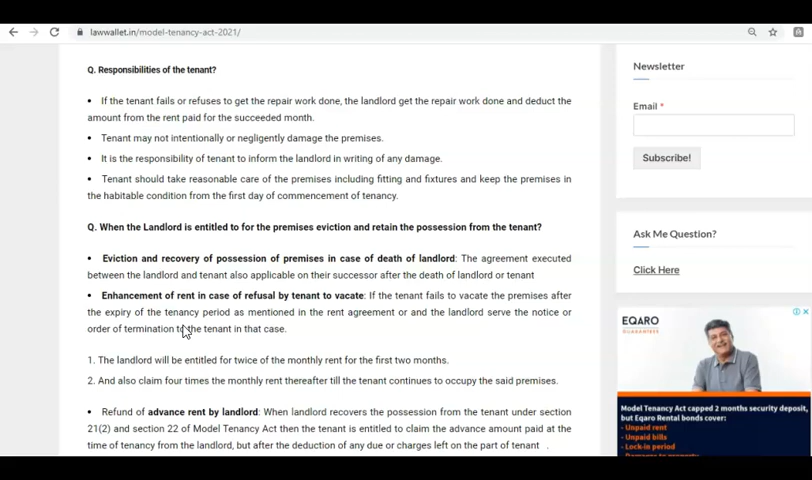 lawwallet.in/model-tenancy-act-2021/
Q. Responsibilities of the tenant?
• If the tenant fails or refuses to get the repair work done, the landlord get the repair work done and deduct the
amount from the rent paid for the succeeded month.
• Tenant may not intentionally or negligently damage the premises.
• It is the responsibility of tenant to inform the landlord in writing of any damage.
• Tenant should take reasonable care of the premises including fitting and fixtures and keep the premises in
the habitable condition from the first day of commencement of tenancy.
Q. When the Landlord is entitled to for the premises eviction and retain the possession from the tenant?
• Eviction and recovery of possession of premises in case of death of landlord: The agreement executed
between the landlord and tenant also applicable on their successor after the death of landlord or tenant
• Enhancement of rent in case of refusal by tenant to vacate: If the tenant fails to vacate the premises after
the expiry of the tenancy period as mentioned in the rent agreement or and the landlord serve the notice or
order of termination to the tenant in that case.
1. The landlord will be entitled for twice of the monthly rent for the first two months.
2. And also claim four times the monthly rent thereafter till the tenant continues to occupy the said premises.
• Refund of advance rent by landlord: When landlord recovers the possession from the tenant under section
21(2) and section 22 of Model Tenancy Act then the tenant is entitled to claim the advance amount paid at the
time of tenancy from the landlord, but after the deduction of any due or charges left on the part of tenant .
Newsletter
Email *
Subscribe!
Ask Me Question?
Click Here
EQARO
GUARANTEES
Model Tenancy Act capped 2 months security deposit,
but Eqaro Rental bonds cover:
- Unpaid rent
- Unpaid bills
- Lock-in period